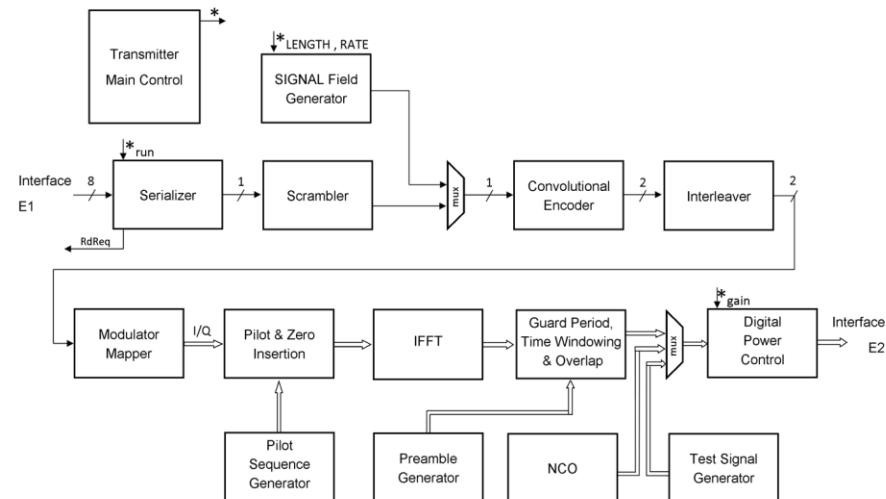 *
Transmitter
Main Control
* LENGTH , RATE
SIGNAL Field
Generator
* run
Interface
E1
8
Serializer
1
Scrambler
mux
1
Convolutional
Encoder
2
Interleaver
2
RdReq
Modulator
Mapper
I/Q
Pilot & Zero
Insertion
IFFT
Guard Period,
Time Windowing
& Overlap
mux
* gain
Digital
Power
Control
Interface
E2
Pilot
Sequence
Generator
Preamble
Generator
NCO
Test Signal
Generator